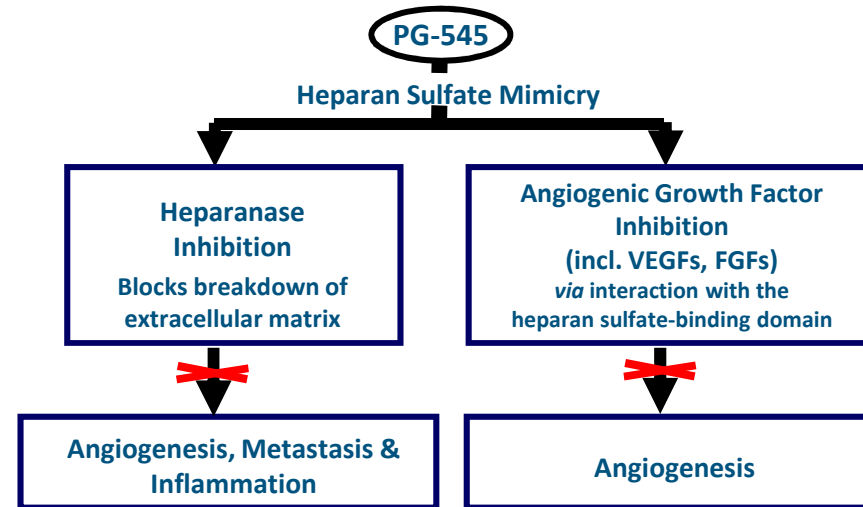 PG-545
Heparan Sulfate Mimicry
Heparanase
Inhibition
Blocks breakdown of
extracellular matrix
Angiogenic Growth Factor
Inhibition
(incl. VEGFs, FGFs)
via interaction with the
heparan sulfate-binding domain
Angiogenesis, Metastasis &
Inflammation
Angiogenesis